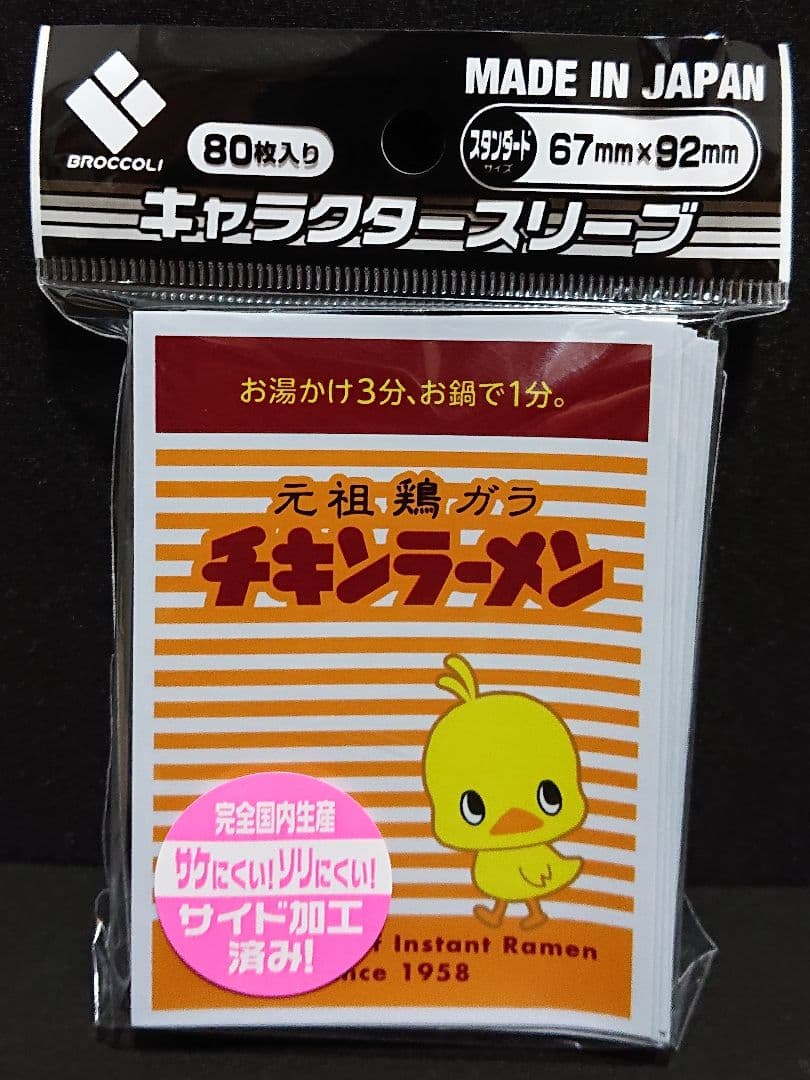 MADE IN JAPAN
BROCCOLI
80枚入り
スタンダード
サイズ
67mm×92mm
キャラクタースリーブ
お湯かけ3分、お鍋で1分。
元祖鶏ガラ
チキンラーメン
完全国内生産
サケにくい!ソリにくい!
サイド加工
済み!
Instant Ramen
1958